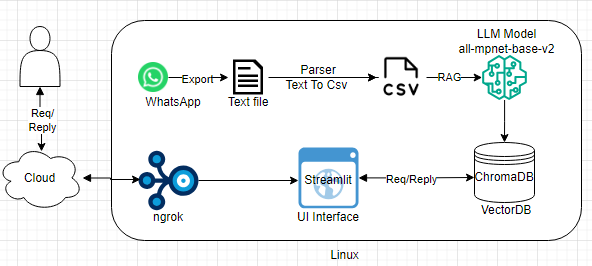 LLM Model
all-mpnet-base-v2
Export
Parser
Text To Csv
CSV
RAG
WhatsApp
Text file
Req/
Reply
Cloud
Streamlit
Req/Reply
ChromaDB
ngrok
UI Interface
VectorDB
Linux